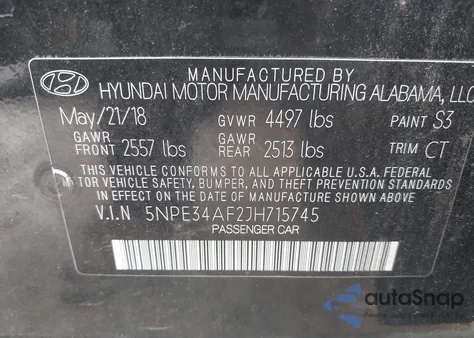 MANUFACTURED BY
HYUNDAI MOTOR MANUFACTURING ALABAMA, LLC
May/21/18 GVWR 4497 lbs PAINT S3
GAWR FRONT 2557 lbs GAWR REAR 2513 lbs TRIM CT
THIS VEHICLE CONFORMS TO ALL APPLICABLE U.S.A. FEDERAL
MOTOR VEHICLE SAFETY, BUMPER, AND THEFT PREVENTION STANDARDS
IN EFFECT ON THE DATE OF MANUFACTURE SHOWN ABOVE.
V.I.N 5NPE34AF2JH715745
PASSENGER CAR
autoSnap